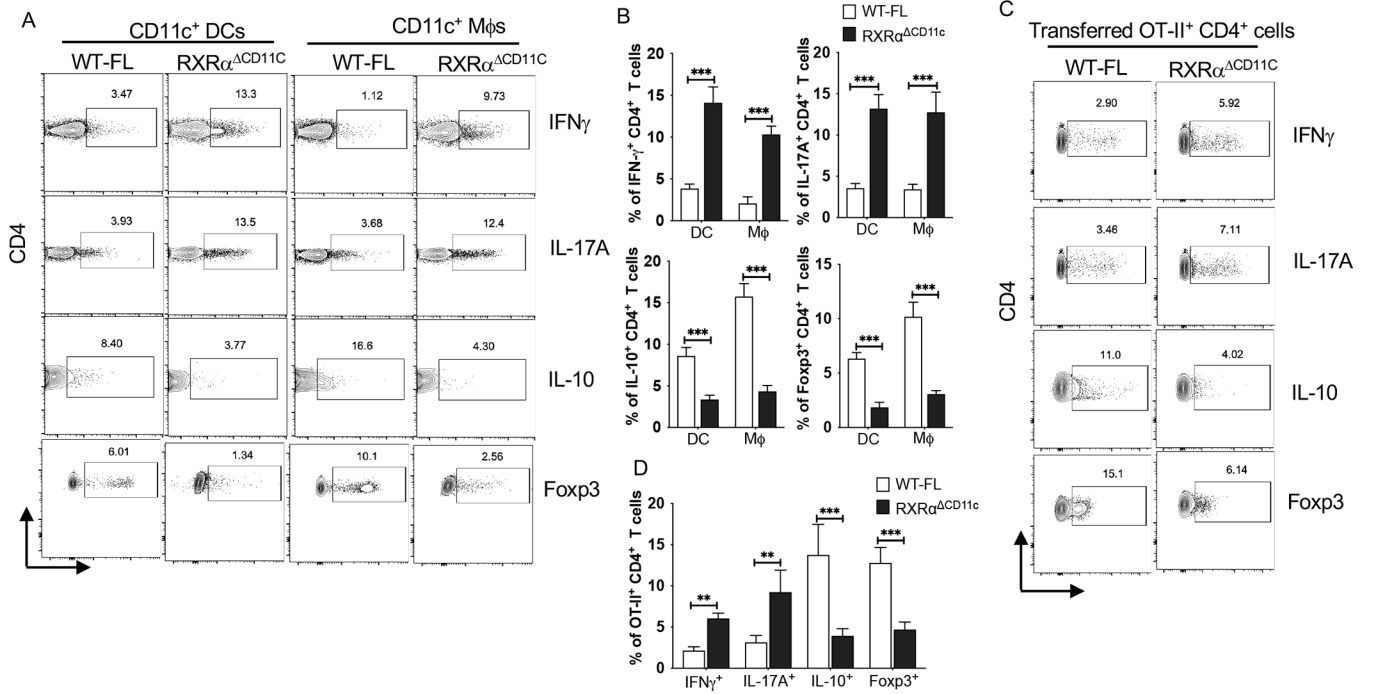 A
CD11c⁺ DCs
CD11c⁺ Mϕs
WT-FL
RXRα^ΔCD11C
WT-FL
RXRα^ΔCD11C
3.47
13.3
1.12
9.73
IFNγ
3.93
13.5
3.68
12.4
IL-17A
8.40
3.77
16.6
4.30
IL-10
6.01
1.34
10.1
2.56
Foxp3
CD4
B
WT-FL
RXRα^ΔCD11c
% of IFN-γ⁺ CD4⁺ T cells
20
15
10
5
0
***
***
DC
Mϕ
% of IL-17A⁺ CD4⁺ T cells
20
15
10
5
0
***
***
DC
Mϕ
% of IL-10⁺ CD4⁺ T cells
20
15
10
5
0
***
***
DC
Mϕ
% of Foxp3⁺ CD4⁺ T cells
15
10
5
0
***
***
DC
Mϕ
C
Transferred OT-II⁺ CD4⁺ cells
WT-FL
RXRα^ΔCD11C
2.90
5.92
IFNγ
3.46
7.11
IL-17A
11.0
4.02
IL-10
15.1
6.14
Foxp3
CD4
D
WT-FL
RXRα^ΔCD11c
% of OT-II⁺ CD4⁺ T cells
20
15
10
5
0
**
**
***
***
IFNγ⁺
IL-17A⁺
IL-10⁺
Foxp3⁺